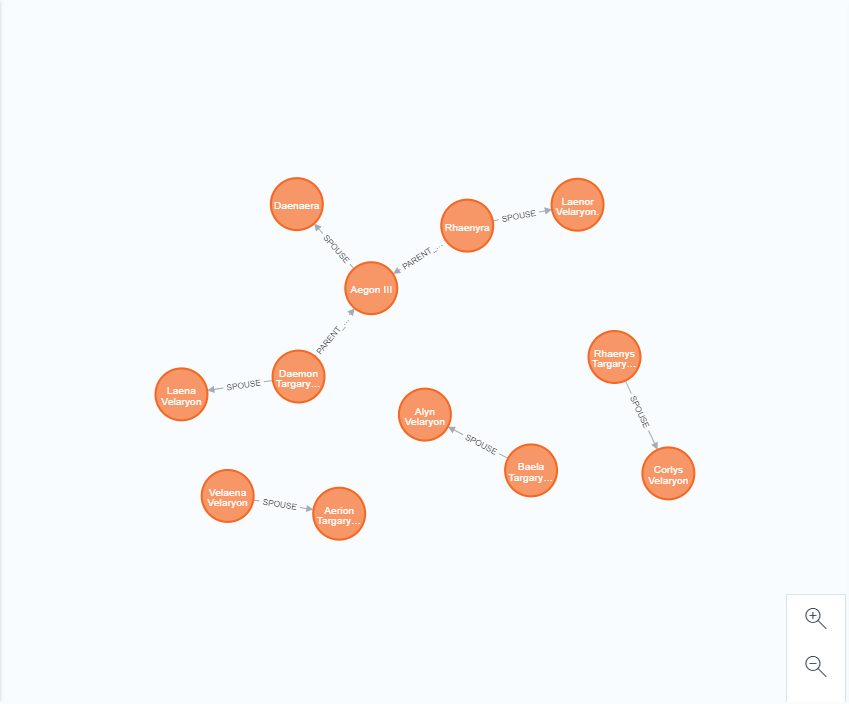 Daenaera
SPOUSE
Rhaenyra
SPOUSE
Laenor
Velaryon.
PARENT_...
Aegon III
PARENT_...
Laena
Velaryon
SPOUSE
Daemon
Targary...
Rhaenys
Targary...
SPOUSE
Corlys
Velaryon
Alyn
Velaryon
SPOUSE
Baela
Targary...
Velaena
Velaryon
SPOUSE
Aerion
Targary...